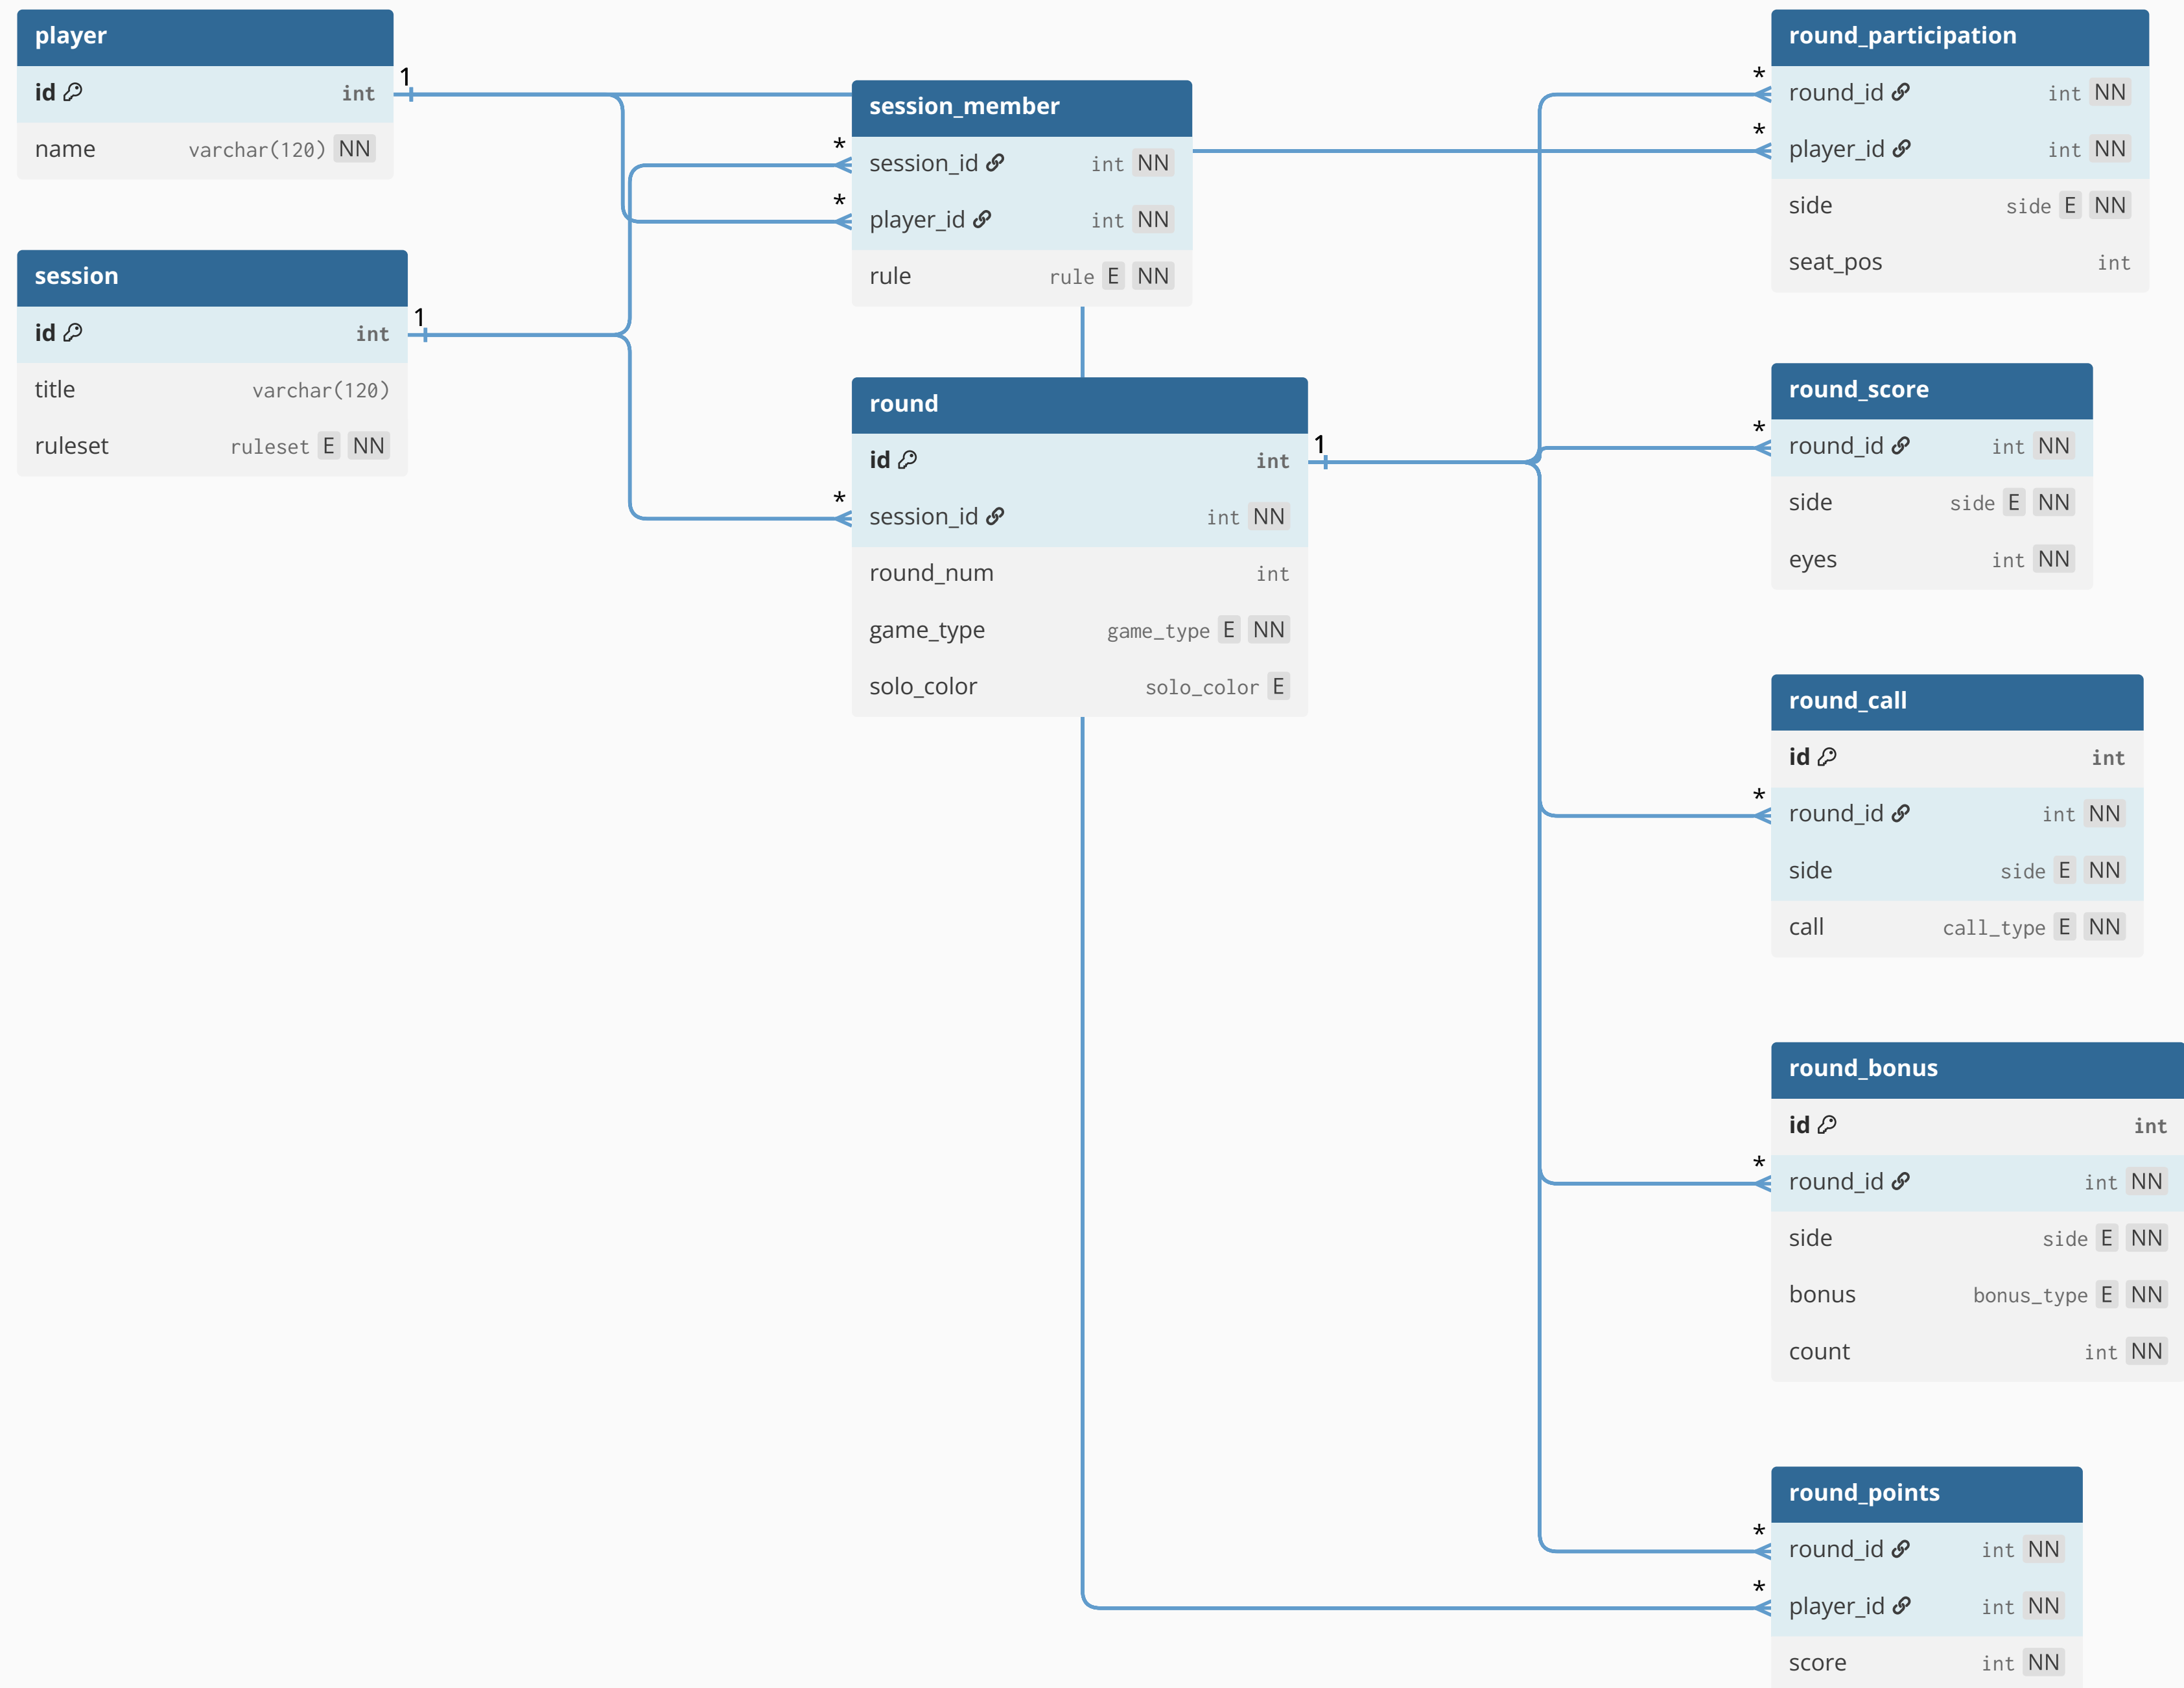 player
id int
name varchar(120) NN
1
session
id int
title varchar(120)
ruleset ruleset E NN
1
session_member
* session_id int NN
* player_id int NN
rule rule E NN
round
id int
1
* session_id int NN
round_num int
game_type game_type E NN
solo_color solo_color E
round_participation
* round_id int NN
* player_id int NN
side side E NN
seat_pos int
round_score
* round_id int NN
side side E NN
eyes int NN
round_call
id int
* round_id int NN
side side E NN
call call_type E NN
round_bonus
id int
* round_id int NN
side side E NN
bonus bonus_type E NN
count int NN
round_points
* round_id int NN
* player_id int NN
score int NN